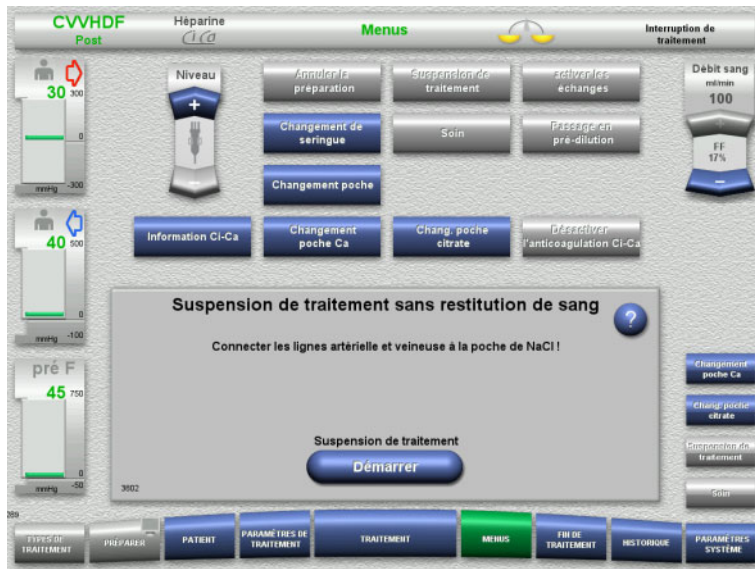 CVVHDF
Post
Héparine
Ci Ca
Menus
Interruption de
traitement
30
300
mmHg
-300
Niveau
+
−
Annuler la
préparation
Suspension de
traitement
activer les
échanges
Changement de
seringue
Soin
Passage en
pré-dilution
Changement poche
Débit sang
ml/min
100
+
FF
17%
−
40
500
0
mmHg
-100
Information Ci-Ca
Changement
poche Ca
Chang. poche
citrate
Désactiver
l'anticoagulation Ci-Ca
Suspension de traitement sans restitution de sang
?
Connecter les lignes artérielle et veineuse à la poche de NaCl !
Suspension de traitement
Démarrer
3602
pré F
45
750
0
mmHg
-50
Changement
poche Ca
Chang. poche
citrate
Suspension de
traitement
Soin
TYPES DE
TRAITEMENT
PRÉPARER
PATIENT
PARAMÈTRES DE
TRAITEMENT
TRAITEMENT
MENUS
FIN DE
TRAITEMENT
HISTORIQUE
PARAMÈTRES
SYSTÈME